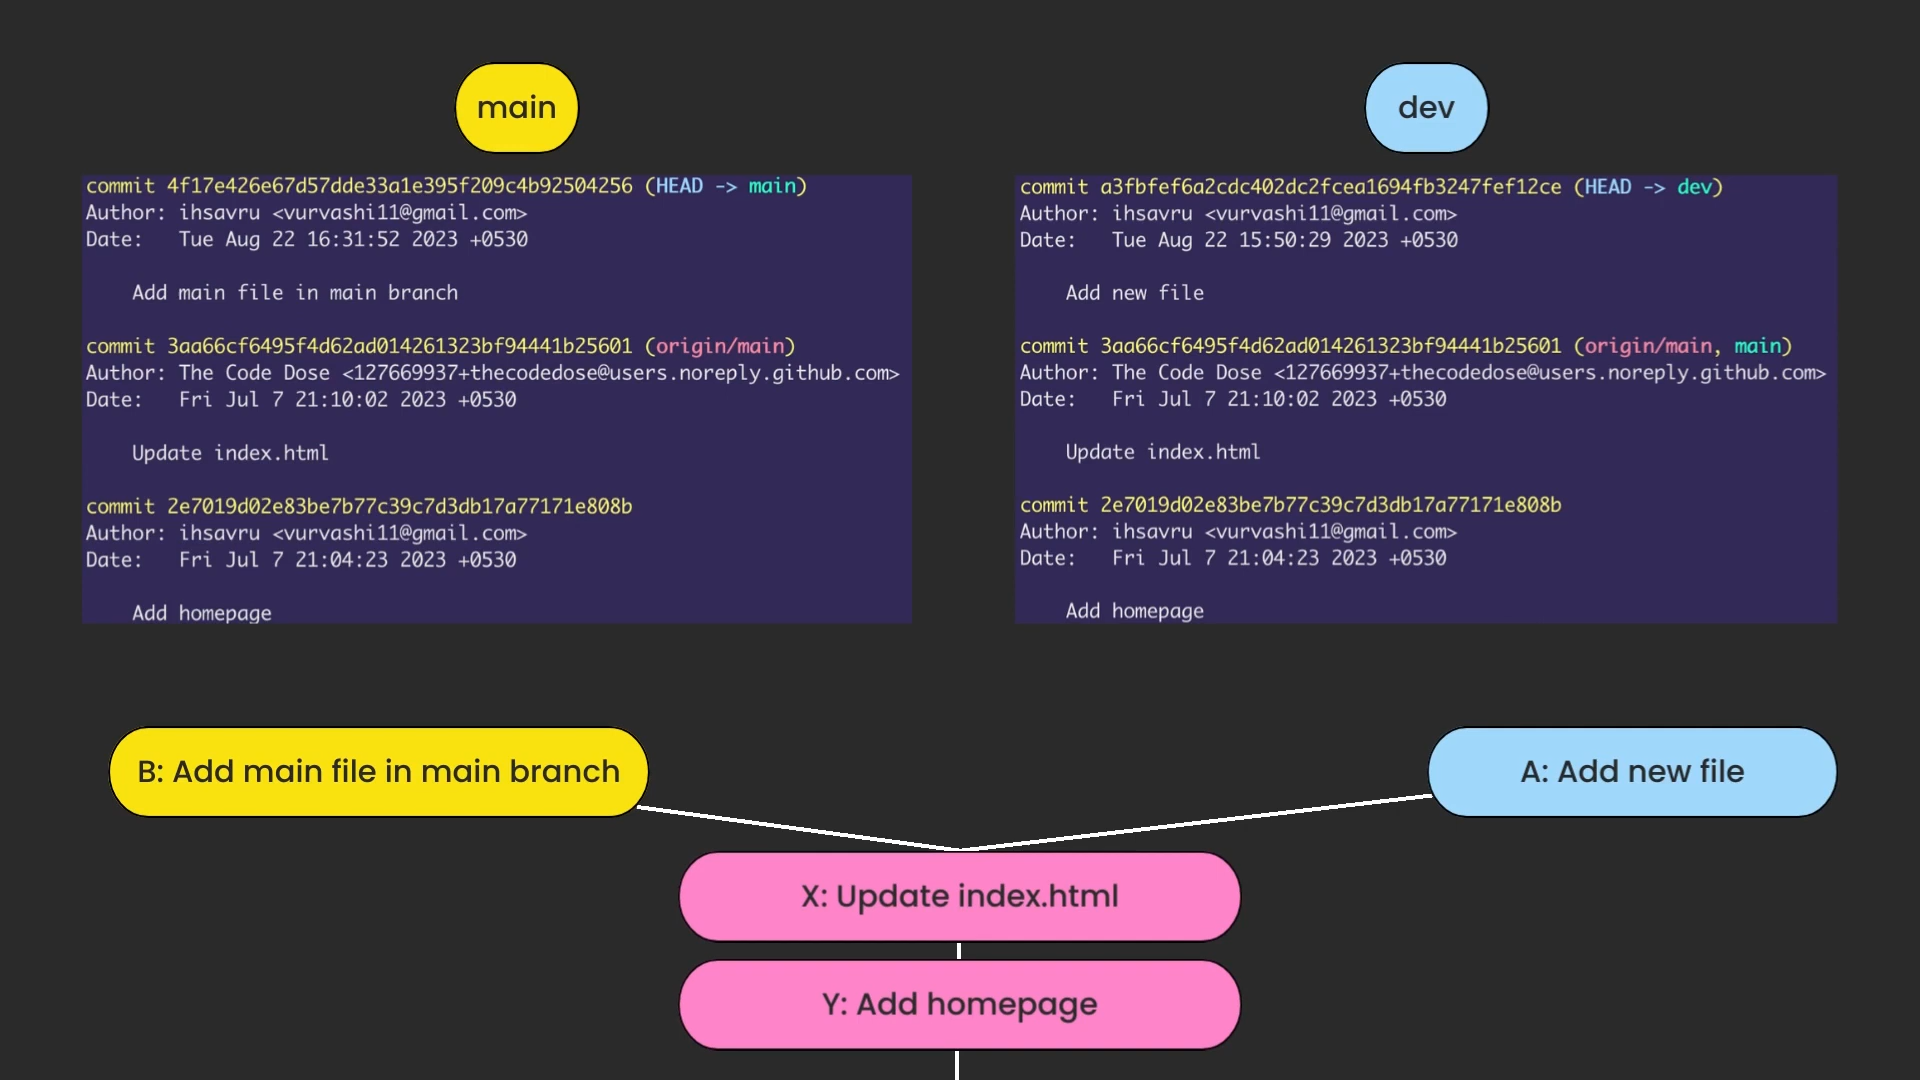 main
commit 4f17e426e67d57dde33a1e395f209c4b92504256 (HEAD -> main)
Author: ihsavru <vurvashi11@gmail.com>
Date:   Tue Aug 22 16:31:52 2023 +0530
Add main file in main branch
commit 3aa66cf6495f4d62ad014261323bf94441b25601 (origin/main)
Author: The Code Dose <127669937+thecodedose@users.noreply.github.com>
Date:   Fri Jul 7 21:10:02 2023 +0530
Update index.html
commit 2e7019d02e83be7b77c39c7d3db17a77171e808b
Author: ihsavru <vurvashi11@gmail.com>
Date:   Fri Jul 7 21:04:23 2023 +0530
Add homepage
dev
commit a3fbfef6a2cdc402dc2fcea1694fb3247fef12ce (HEAD -> dev)
Author: ihsavru <vurvashi11@gmail.com>
Date:   Tue Aug 22 15:50:29 2023 +0530
Add new file
commit 3aa66cf6495f4d62ad014261323bf94441b25601 (origin/main, main)
Author: The Code Dose <127669937+thecodedose@users.noreply.github.com>
Date:   Fri Jul 7 21:10:02 2023 +0530
Update index.html
commit 2e7019d02e83be7b77c39c7d3db17a77171e808b
Author: ihsavru <vurvashi11@gmail.com>
Date:   Fri Jul 7 21:04:23 2023 +0530
Add homepage
B: Add main file in main branch
A: Add new file
X: Update index.html
Y: Add homepage